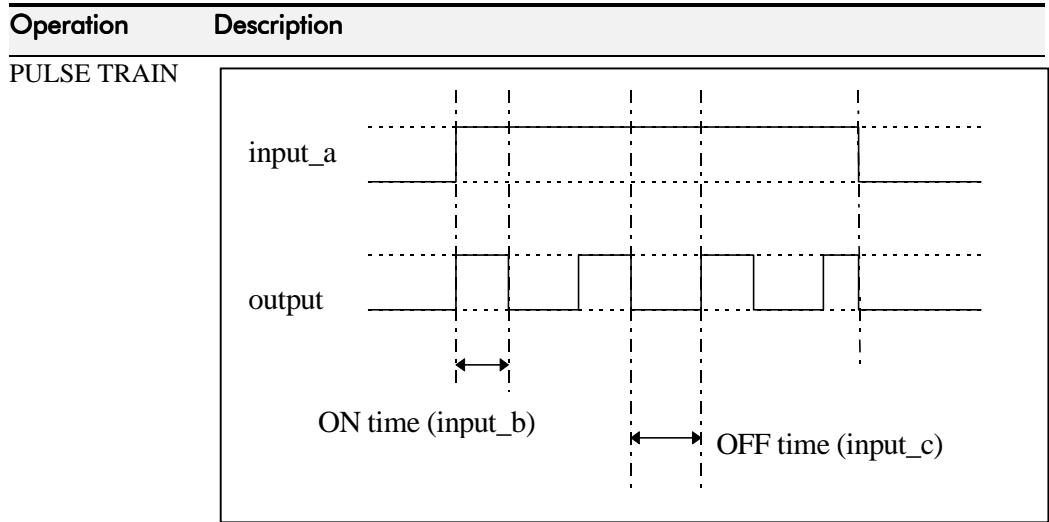 Operation Description
PULSE TRAIN
input_a
output
ON time (input_b)
OFF time (input_c)